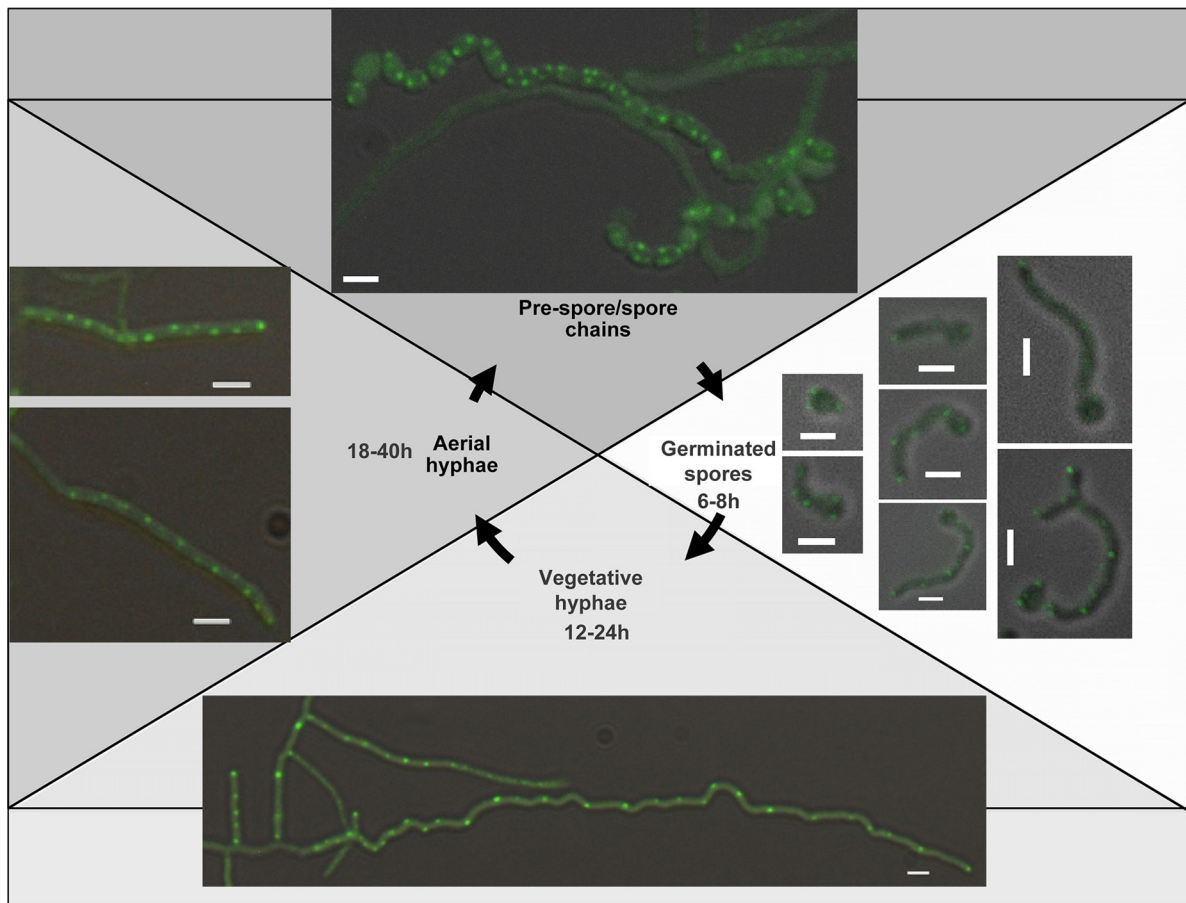 Pre-spore/spore
chains
18-40h
Aerial
hyphae
Germinated
spores
6-8h
Vegetative
hyphae
12-24h